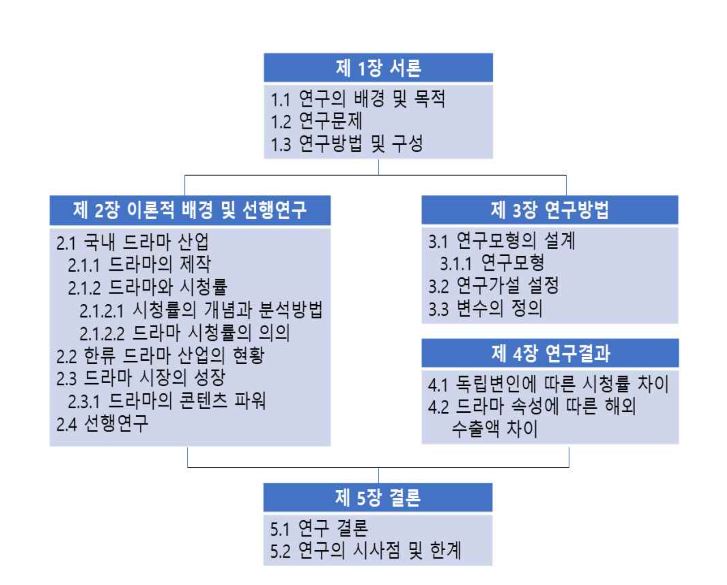 제 1장 서론
1.1 연구의 배경 및 목적
1.2 연구문제
1.3 연구방법 및 구성
제 2장 이론적 배경 및 선행연구
2.1 국내 드라마 산업
2.1.1 드라마의 제작
2.1.2 드라마와 시청률
2.1.2.1 시청률의 개념과 분석방법
2.1.2.2 드라마 시청률의 의의
2.2 한류 드라마 산업의 현황
2.3 드라마 시장의 성장
2.3.1 드라마의 콘텐츠 파워
2.4 선행연구
제 3장 연구방법
3.1 연구모형의 설계
3.1.1 연구모형
3.2 연구가설 설정
3.3 변수의 정의
제 4장 연구결과
4.1 독립변인에 따른 시청률 차이
4.2 드라마 속성에 따른 해외
수출액 차이
제 5장 결론
5.1 연구 결론
5.2 연구의 시사점 및 한계